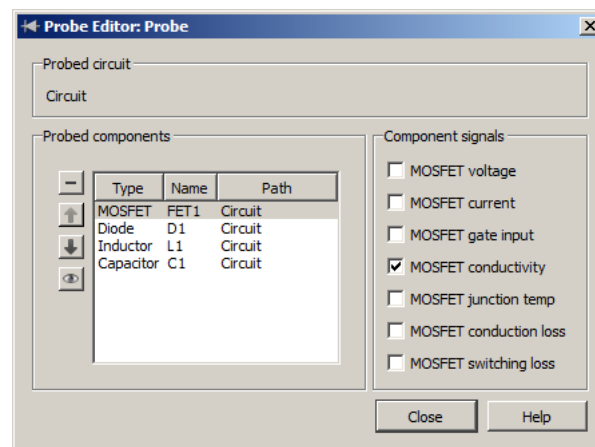 Probe Editor: Probe
Probed circuit
Circuit
Probed components
Type Name Path
MOSFET FET1 Circuit
Diode D1 Circuit
Inductor L1 Circuit
Capacitor C1 Circuit
Component signals
MOSFET voltage
MOSFET current
MOSFET gate input
MOSFET conductivity
MOSFET junction temp
MOSFET conduction loss
MOSFET switching loss
Close Help